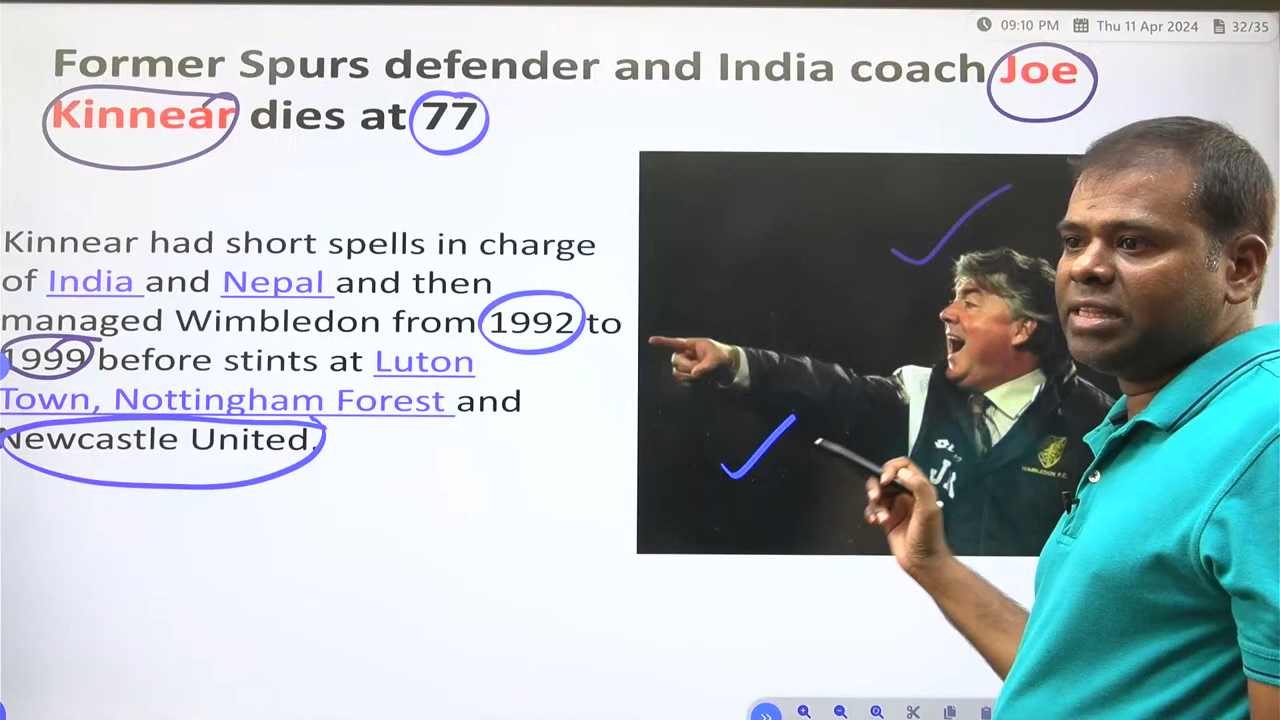 09:10 PM Thu 11 Apr 2024 32/35
Former Spurs defender and India coach Joe
Kinnear dies at 77
Kinnear had short spells in charge
of India and Nepal and then
managed Wimbledon from 1992 to
1999 before stints at Luton
Town, Nottingham Forest and
Newcastle United.
JK
WIMBLEDON F.C.